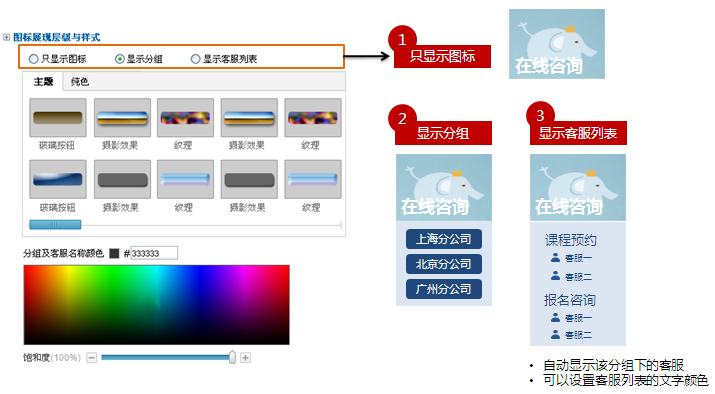 图标展现层级与样式
只显示图标 显示分组 显示客服列表
主题 纯色
玻璃按钮 摄影效果 纹理 摄影效果 纹理
玻璃按钮 摄影效果 纹理 摄影效果 纹理
分组及客服名称颜色 #333333
饱和度(100%)
1
只显示图标
在线咨询
2
显示分组
在线咨询
上海分公司
北京分公司
广州分公司
3
显示客服列表
在线咨询
课程预约
客服一
客服二
报名咨询
客服一
客服二
• 自动显示该分组下的客服
• 可以设置客服列表的文字颜色